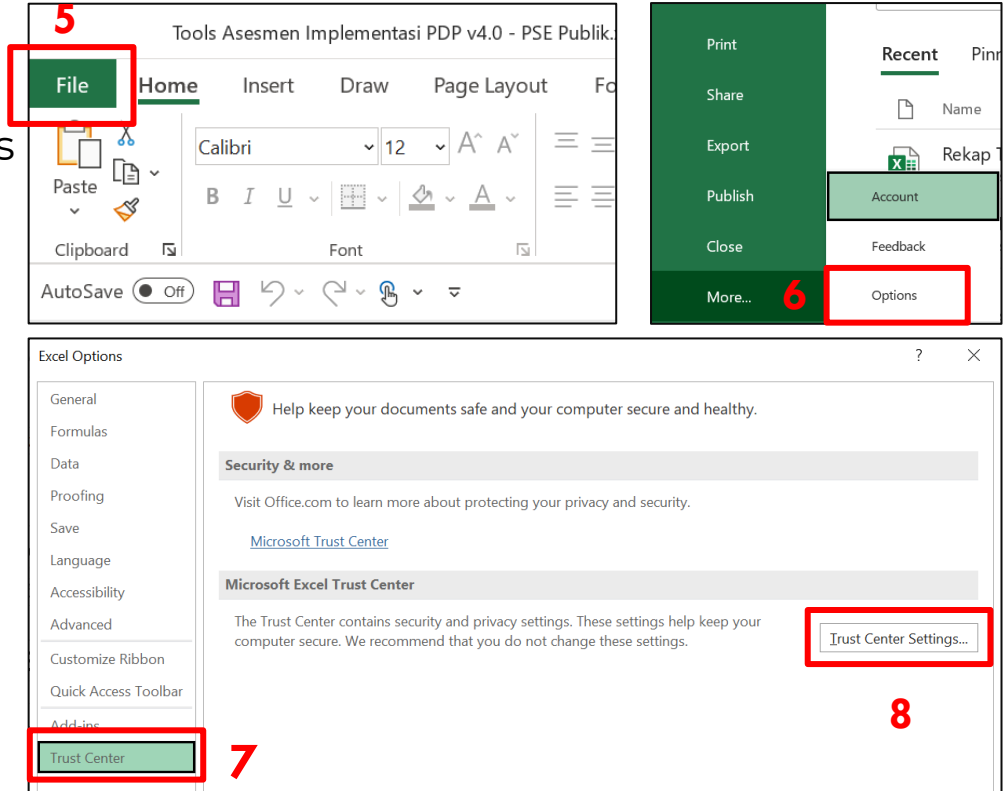 5
Tools Asesmen Implementasi PDP v4.0 - PSE Publik.
File Home Insert Draw Page Layout Fo
s
Calibri 12 A^ Aˇ
Paste
B I U A
Clipboard Font
AutoSave Off
Print
Share
Export
Publish
Close
More...
Recent Pinn
Name
Rekap T
Account
Feedback
6
Options
Excel Options ?
General
Formulas
Data
Proofing
Save
Language
Accessibility
Advanced
Customize Ribbon
Quick Access Toolbar
Add-ins
Trust Center
7
Help keep your documents safe and your computer secure and healthy.
Security & more
Visit Office.com to learn more about protecting your privacy and security.
Microsoft Trust Center
Microsoft Excel Trust Center
The Trust Center contains security and privacy settings. These settings help keep your
computer secure. We recommend that you do not change these settings.
Trust Center Settings...
8